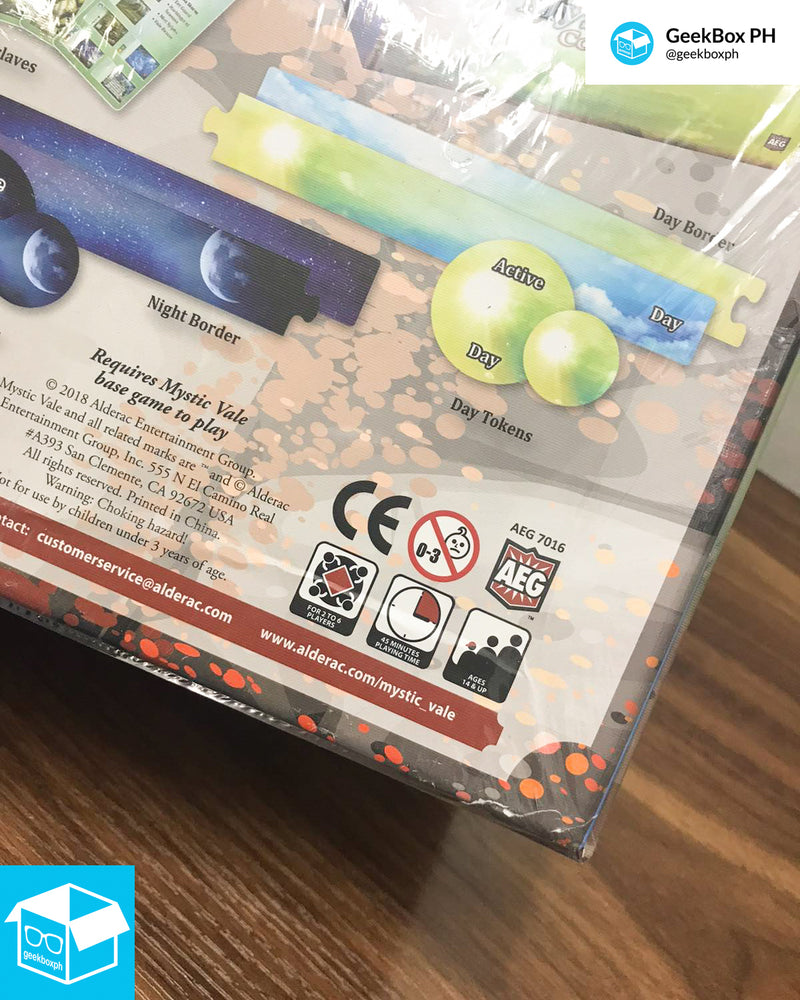 GeekBox PH
@geekboxph
AEG
Day Border
Active
Day
Day
Day Tokens
Night Border
Requires Mystic Vale
base game to play
© 2018 Alderac Entertainment Group.
Mystic Vale and all related marks are ™ and © Alderac
Entertainment Group, Inc. 555 N El Camino Real
#A393 San Clemente, CA 92672 USA
All rights reserved. Printed in China.
Warning: Choking hazard!
for use by children under 3 years of age.
customerservice@alderac.com
www.alderac.com/mystic_vale
CE
0-3
AEG 7016
AEG
™
FOR 2 TO 6
PLAYERS
45 MINUTES
PLAYING TIME
AGES
14 & UP
geekboxph